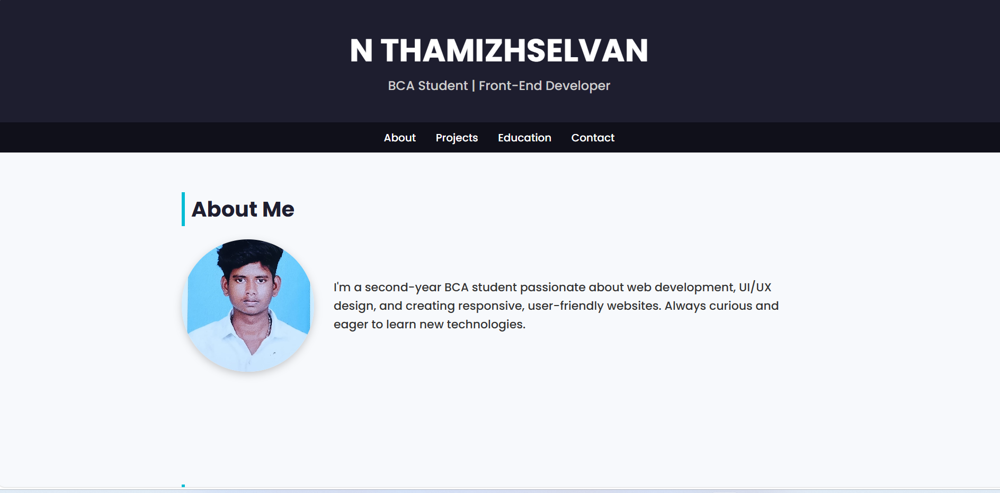 N THAMIZHSELVAN
BCA Student | Front-End Developer
About Projects Education Contact
About Me
I'm a second-year BCA student passionate about web development, UI/UX
design, and creating responsive, user-friendly websites. Always curious and
eager to learn new technologies.